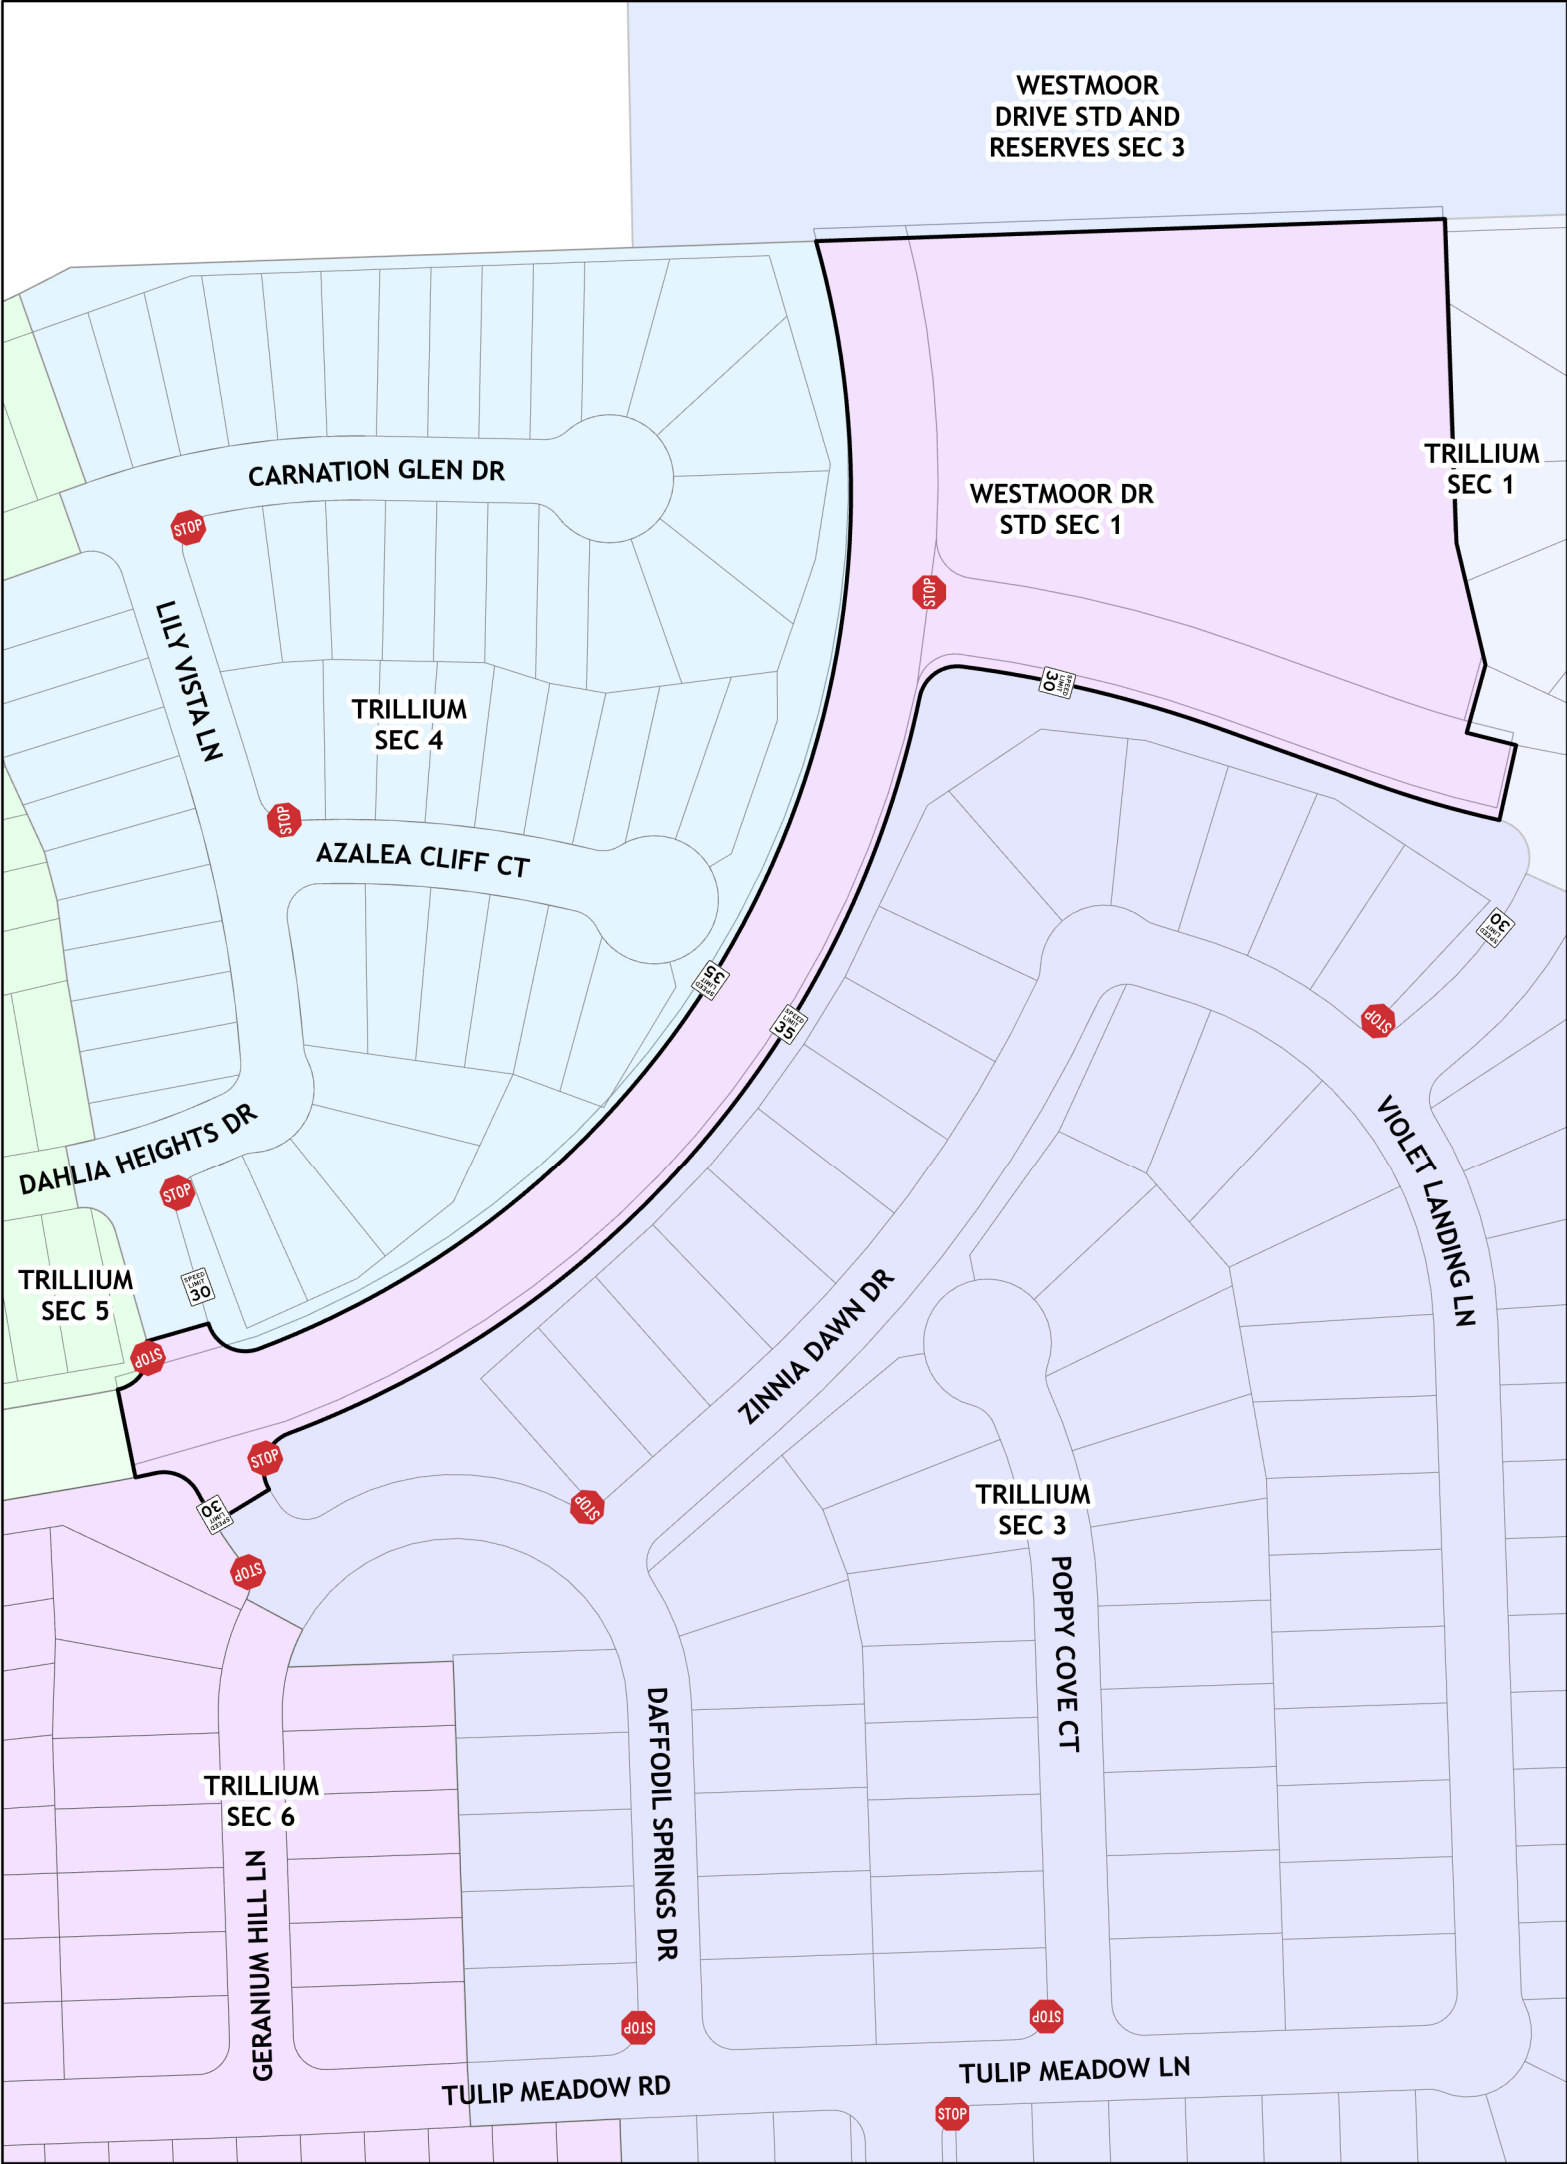 WESTMOOR
DRIVE STD AND
RESERVES SEC 3
TRILLIUM
SEC 1
CARNATION GLEN DR
WESTMOOR DR
STD SEC 1
STOP
STOP
LILY VISTA LN
SPEED
LIMIT
30
TRILLIUM
SEC 4
STOP
AZALEA CLIFF CT
SPEED
LIMIT
30
SPEED
LIMIT
35
SPEED
LIMIT
35
STOP
DAHLIA HEIGHTS DR
VIOLET LANDING LN
STOP
TRILLIUM
SEC 5
SPEED
LIMIT
30
ZINNIA DAWN DR
STOP
STOP
STOP
SPEED
LIMIT
30
TRILLIUM
SEC 3
STOP
POPPY COVE CT
DAFFODIL SPRINGS DR
TRILLIUM
SEC 6
GERANIUM HILL LN
STOP
STOP
TULIP MEADOW RD
TULIP MEADOW LN
STOP